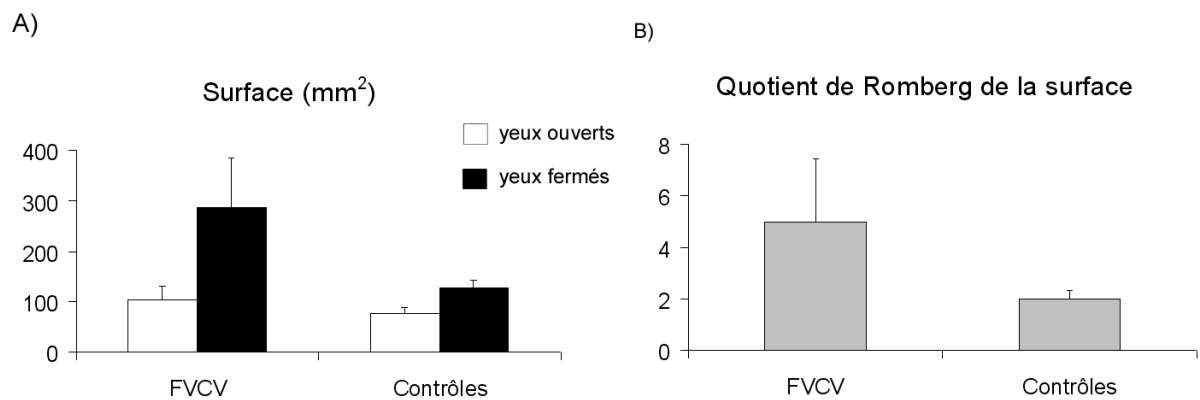 A)
Surface (mm²)
yeux ouverts
yeux fermés
400
300
200
100
0
FVCV
Contrôles
B)
Quotient de Romberg de la surface
8
6
4
2
0
FVCV
Contrôles